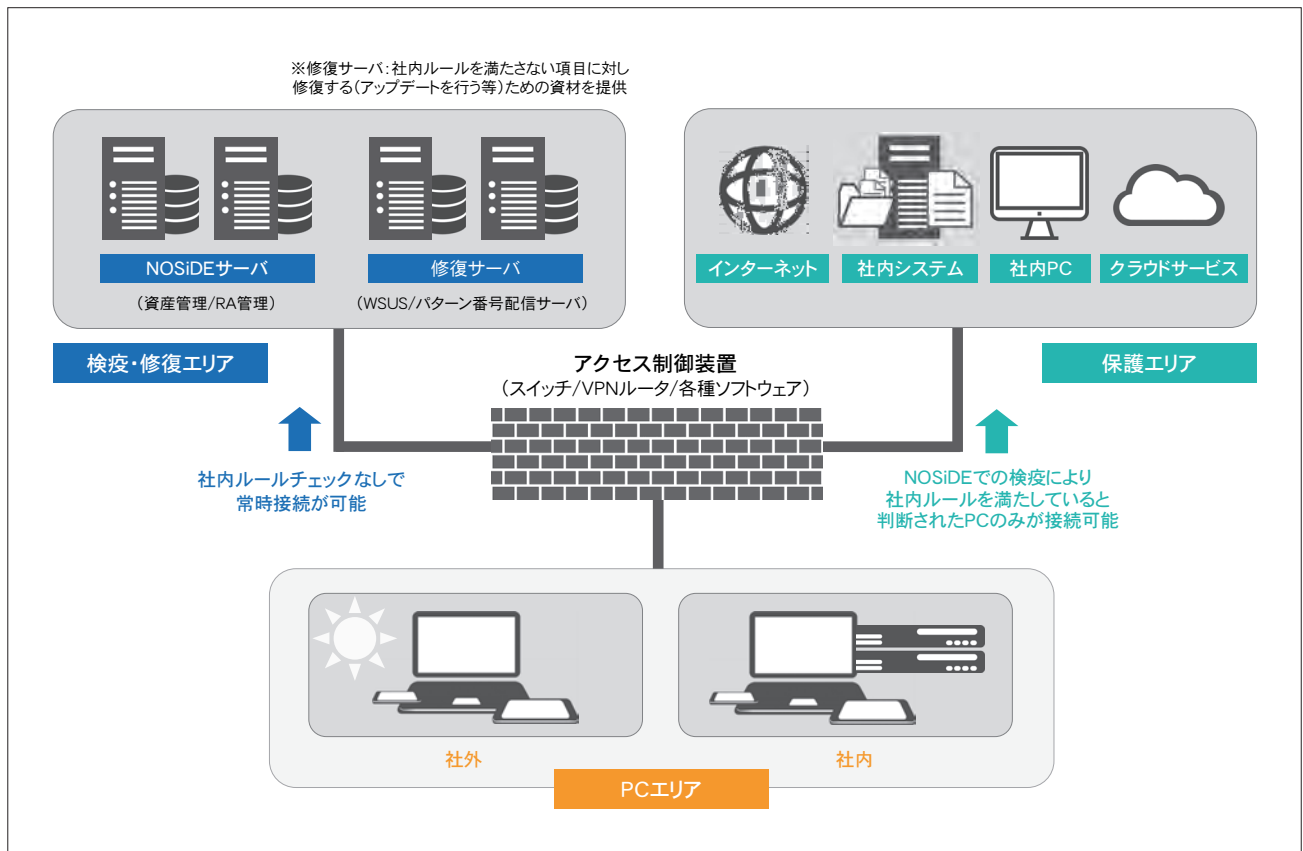 ※修復サーバ：社内ルールを満たさない項目に対し
修復する（アップデートを行う等）ための資材を提供
NOSiDEサーバ
（資産管理/RA管理）
修復サーバ
（WSUS/パターン番号配信サーバ）
検疫・修復エリア
インターネット
社内システム
社内PC
クラウドサービス
保護エリア
アクセス制御装置
（スイッチ/VPNルータ/各種ソフトウェア）
社内ルールチェックなしで
常時接続が可能
NOSiDEでの検疫により
社内ルールを満たしていると
判断されたPCのみが接続可能
社外
社内
PCエリア